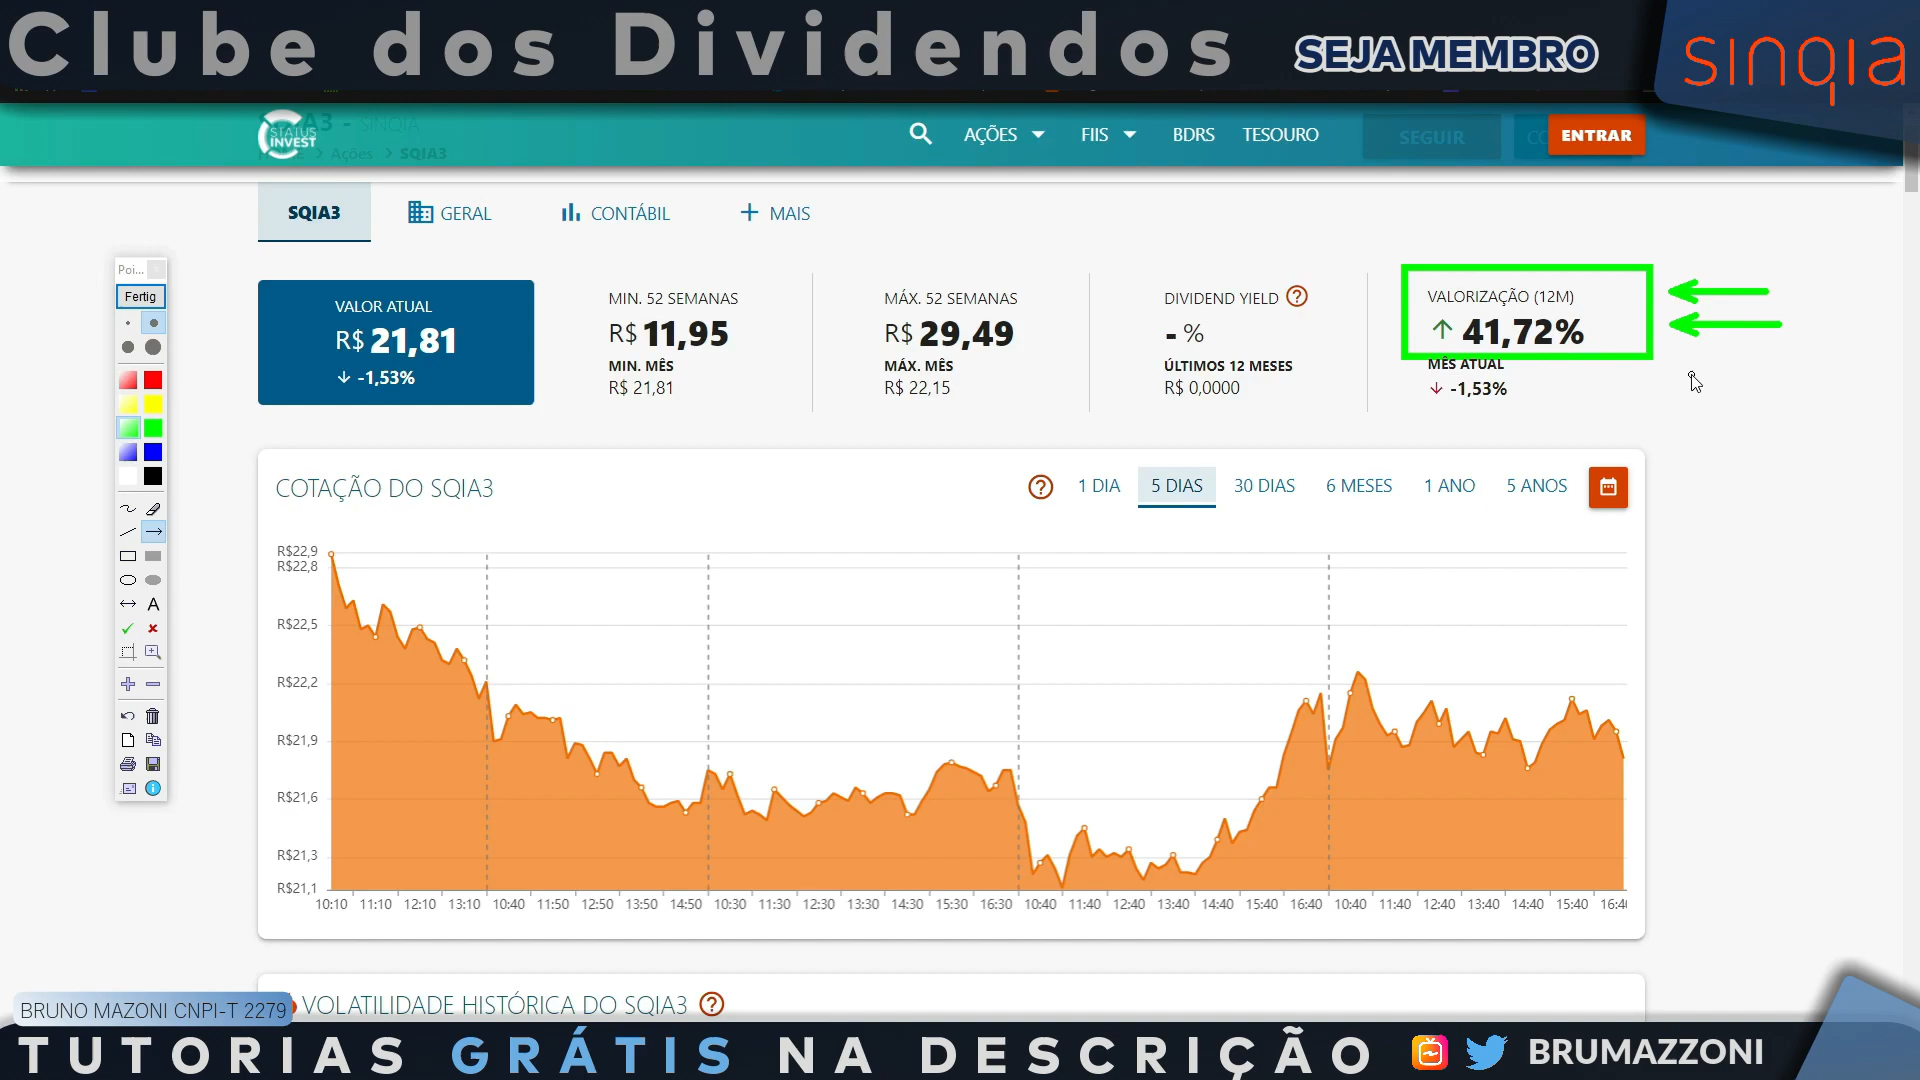 Clube dos Dividendos
SEJA MEMBRO
sinqia
STATUS INVEST
SQIA3 - SINQIA
Ações > SQIA3
AÇÕES
FIIS
BDRS
TESOURO
SEGUIR
ENTRAR
SQIA3
GERAL
CONTÁBIL
MAIS
Poi...
Fertig
VALOR ATUAL
R$ 21,81
-1,53%
MIN. 52 SEMANAS
R$ 11,95
MIN. MÊS
R$ 21,81
MÁX. 52 SEMANAS
R$ 29,49
MÁX. MÊS
R$ 22,15
DIVIDEND YIELD ?
- %
ÚLTIMOS 12 MESES
R$ 0,0000
VALORIZAÇÃO (12M)
41,72%
MÊS ATUAL
-1,53%
COTAÇÃO DO SQIA3
? 1 DIA 5 DIAS 30 DIAS 6 MESES 1 ANO 5 ANOS
R$22,9
R$22,8
R$22,5
R$22,2
R$21,9
R$21,6
R$21,3
R$21,1
10:10 11:10 12:10 13:10 10:40 11:50 12:50 13:50 14:50 10:30 11:30 12:30 13:30 14:30 15:30 16:30 10:40 11:40 12:40 13:40 14:40 15:40 16:40 10:40 11:40 12:40 13:40 14:40 15:40 16:40
VOLATILIDADE HISTÓRICA DO SQIA3 ?
BRUNO MAZONI CNPI-T 2279
TUTORIAS GRÁTIS NA DESCRIÇÃO
BRUMAZZONI